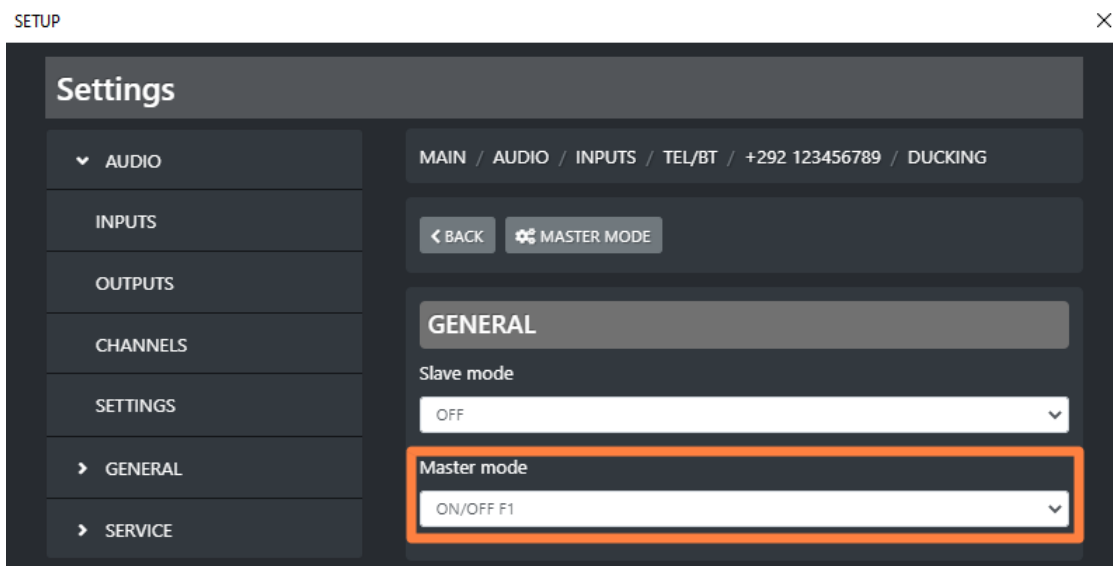 SETUP
Settings
AUDIO
INPUTS
OUTPUTS
CHANNELS
SETTINGS
GENERAL
SERVICE
MAIN / AUDIO / INPUTS / TEL/BT / +292 123456789 / DUCKING
BACK MASTER MODE
GENERAL
Slave mode
OFF
Master mode
ON/OFF F1